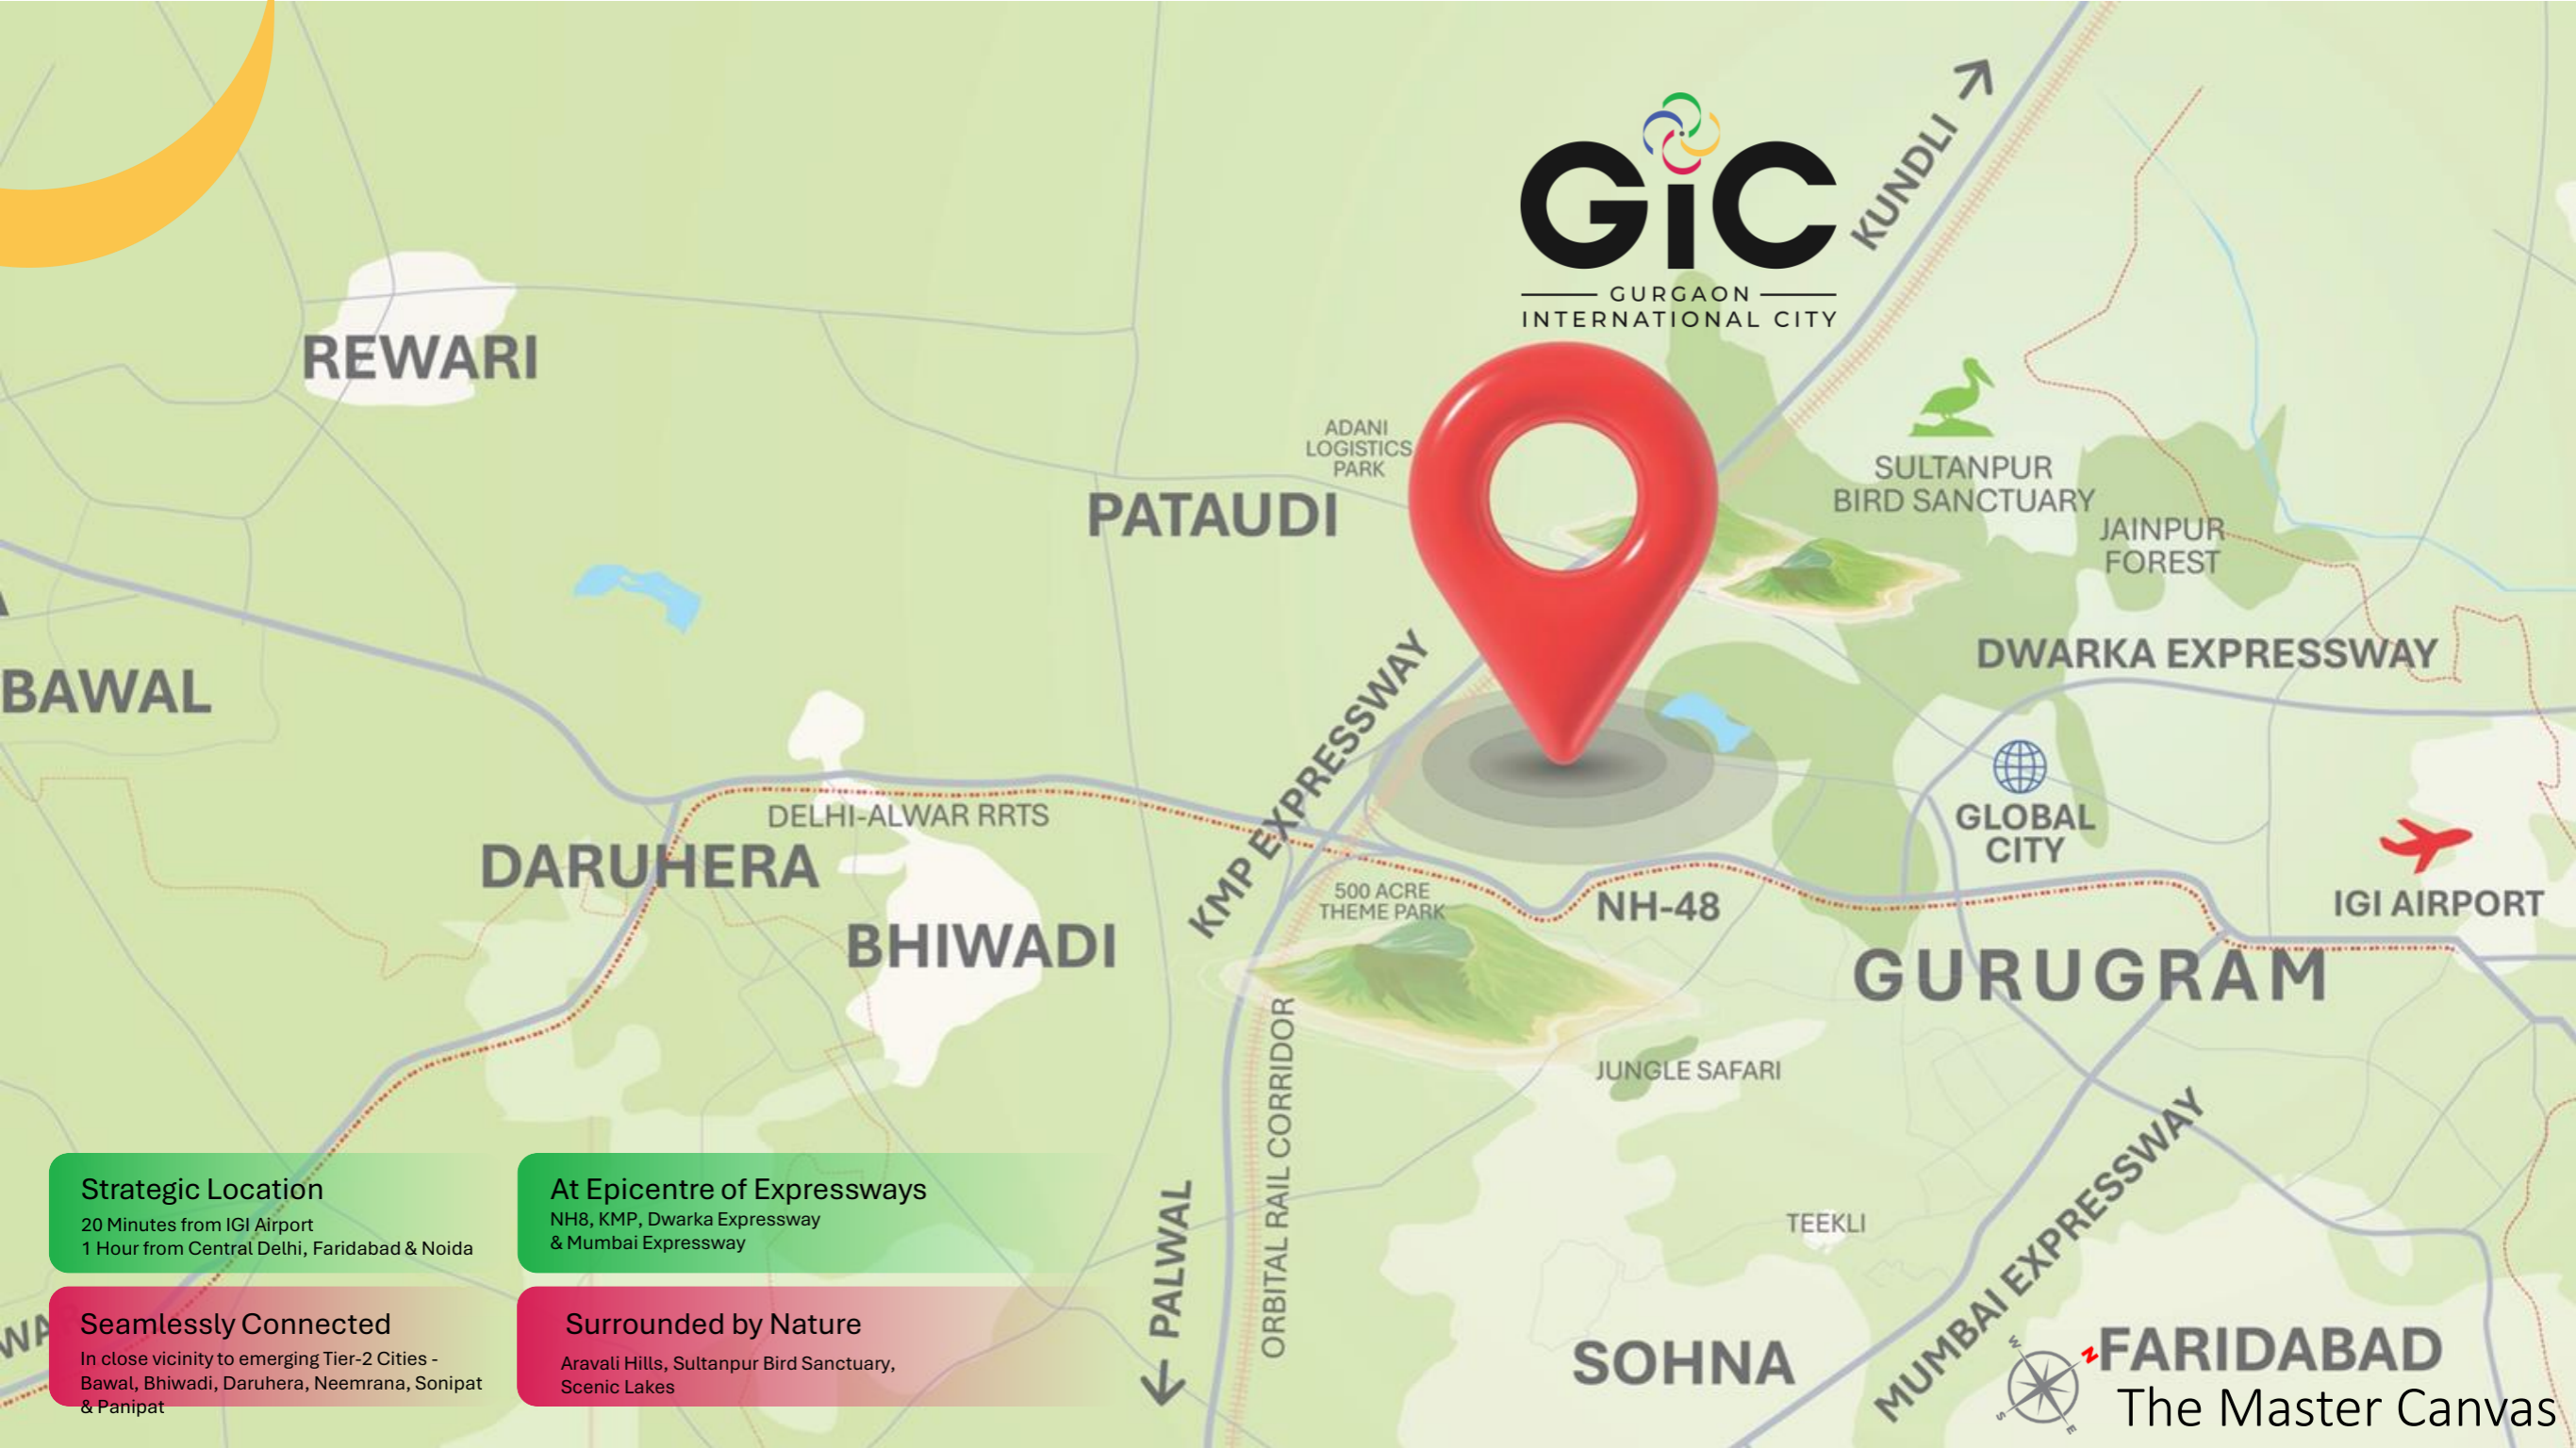 KUNDLI
GiC
GURGAON
INTERNATIONAL CITY
REWARI
ADANI
LOGISTICS
PARK
SULTANPUR
BIRD SANCTUARY
PATAUDI
JAINPUR
FOREST
DWARKA EXPRESSWAY
BAWAL
KMP EXPRESSWAY
DELHI-ALWAR RRTS
GLOBAL
CITY
DARUHERA
500 ACRE
THEME PARK
NH-48
IGI AIRPORT
BHIWADI
GURUGRAM
ORBITAL RAIL CORRIDOR
JUNGLE SAFARI
MUMBAI EXPRESSWAY
TEEKLI
PALWAL
Strategic Location
20 Minutes from IGI Airport
1 Hour from Central Delhi, Faridabad & Noida
At Epicentre of Expressways
NH8, KMP, Dwarka Expressway
& Mumbai Expressway
Seamlessly Connected
In close vicinity to emerging Tier-2 Cities -
Bawal, Bhiwadi, Daruhera, Neemrana, Sonipat
& Panipat
Surrounded by Nature
Aravali Hills, Sultanpur Bird Sanctuary,
Scenic Lakes
WA
SOHNA
FARIDABAD
W
N
S
E
The Master Canvas